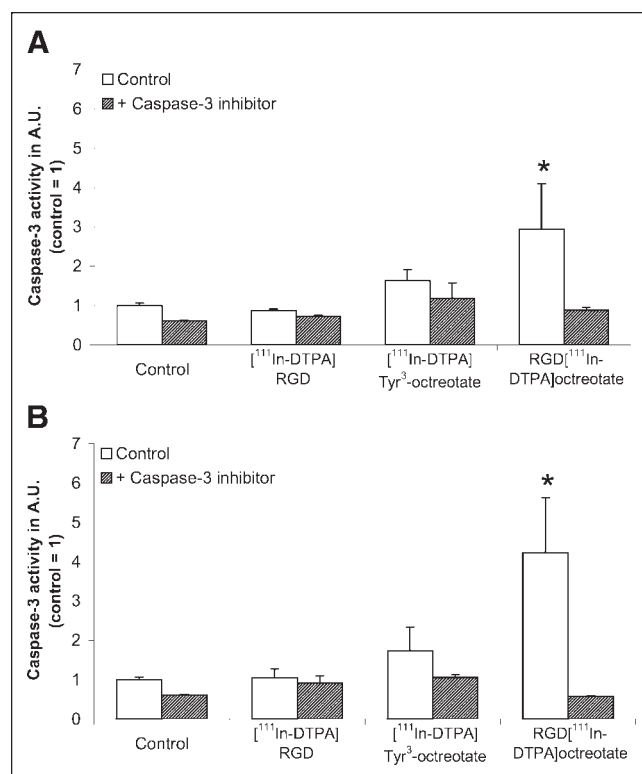 A
Caspase-3 activity in A.U.
(control = 1)
7
6
5
4
3
2
1
0
Control
+ Caspase-3 inhibitor
*
Control
[¹¹¹In-DTPA]
RGD
[¹¹¹In-DTPA]
Tyr³-octreotate
RGD[¹¹¹In-
DTPA]octreotate
B
Caspase-3 activity in A.U.
(control = 1)
7
6
5
4
3
2
1
0
Control
+ Caspase-3 inhibitor
*
Control
[¹¹¹In-DTPA]
RGD
[¹¹¹In-DTPA]
Tyr³-octreotate
RGD[¹¹¹In-
DTPA]octreotate